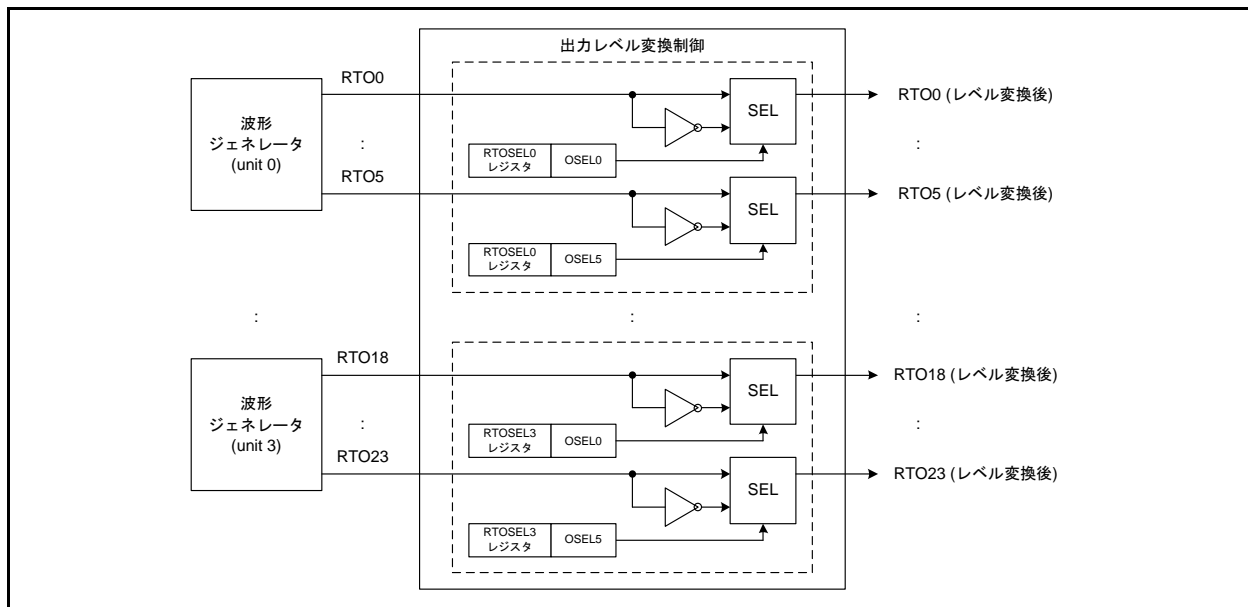 出力レベル変換制御
RTO0
波形
ジェネレータ
(unit 0)
:
RTO5
SEL
RTOSEL0
レジスタ
OSEL0
SEL
RTOSEL0
レジスタ
OSEL5
RTO0 (レベル変換後)
:
RTO5 (レベル変換後)
:
:
:
RTO18
波形
ジェネレータ
(unit 3)
:
RTO23
SEL
RTOSEL3
レジスタ
OSEL0
SEL
RTOSEL3
レジスタ
OSEL5
RTO18 (レベル変換後)
:
RTO23 (レベル変換後)